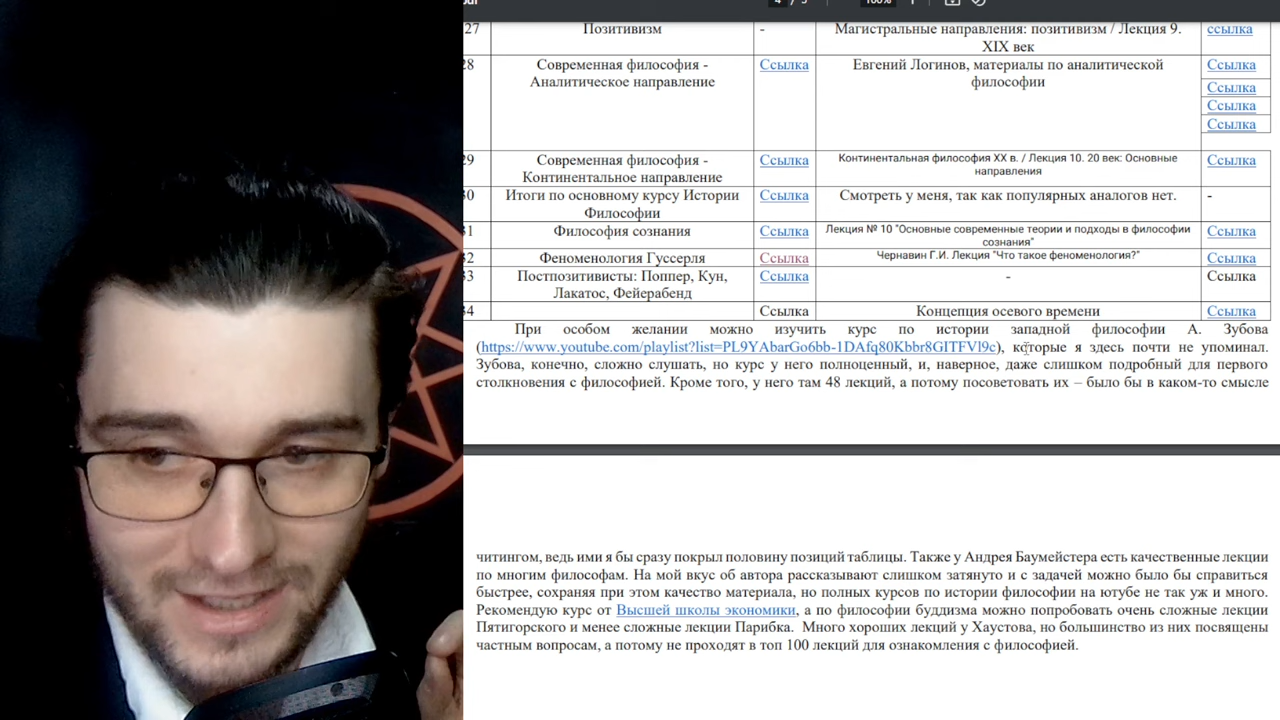 df
4 / 5
100%
27 Позитивизм - Магистральные направления: позитивизм / Лекция 9. ссылка
XIX век
28 Современная философия - Ссылка Евгений Логинов, материалы по аналитической Ссылка
Аналитическое направление философии Ссылка
Ссылка
Ссылка
29 Современная философия - Ссылка Континентальная философия XX в. / Лекция 10. 20 век: Основные Ссылка
Континентальное направление направления
30 Итоги по основному курсу Истории Ссылка Смотреть у меня, так как популярных аналогов нет. -
Философии
31 Философия сознания Ссылка Лекция № 10 "Основные современные теории и подходы в философии Ссылка
сознания"
32 Феноменология Гуссерля Ссылка Чернавин Г.И. Лекция "Что такое феноменология?" Ссылка
33 Постпозитивисты: Поппер, Кун, Ссылка - Ссылка
Лакатос, Фейерабенд
34 Ссылка Концепция осевого времени Ссылка
При особом желании можно изучить курс по истории западной философии А. Зубова
(https://www.youtube.com/playlist?list=PL9YAbarGo6bb-1DAfq80Kbbr8GITFVl9c), которые я здесь почти не упоминал.
Зубова, конечно, сложно слушать, но курс у него полноценный, и, наверное, даже слишком подробный для первого
столкновения с философией. Кроме того, у него там 48 лекций, а потому посоветовать их – было бы в каком-то смысле
читингом, ведь ими я бы сразу покрыл половину позиций таблицы. Также у Андрея Баумейстера есть качественные лекции
по многим философам. На мой вкус об автора рассказывают слишком затянуто и с задачей можно было бы справиться
быстрее, сохраняя при этом качество материала, но полных курсов по истории философии на ютубе не так уж и много.
Рекомендую курс от Высшей школы экономики, а по философии буддизма можно попробовать очень сложные лекции
Пятигорского и менее сложные лекции Парибка. Много хороших лекций у Хаустова, но большинство из них посвящены
частным вопросам, а потому не проходят в топ 100 лекций для ознакомления с философией.